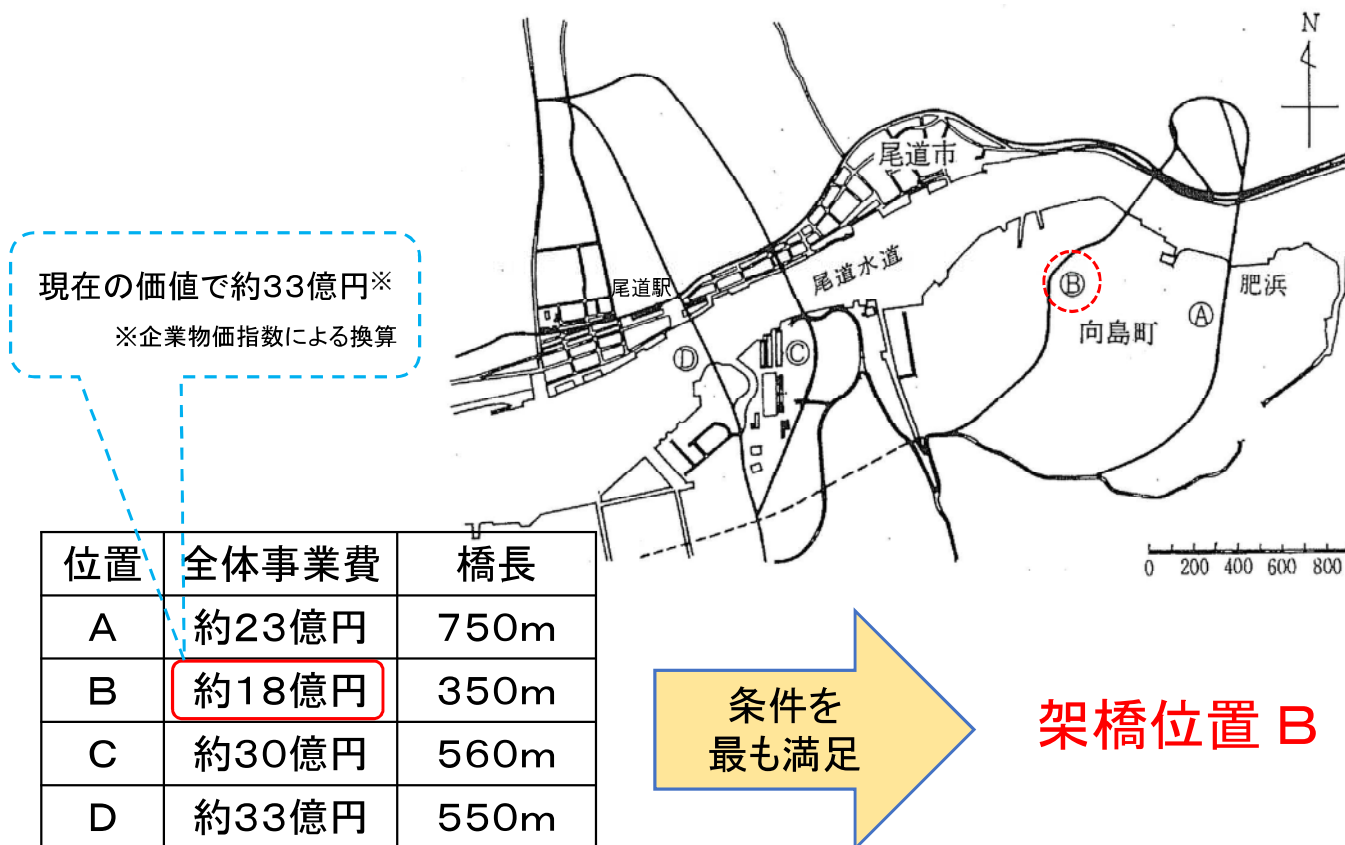 N
尾道市
尾道水道
尾道駅
肥浜
向島町
Ⓑ
Ⓐ
Ⓓ
Ⓒ
0 200 400 600 800
現在の価値で約33億円※
※企業物価指数による換算
位置 全体事業費 橋長
A 約23億円 750m
B 約18億円 350m
C 約30億円 560m
D 約33億円 550m
条件を
最も満足
架橋位置 B